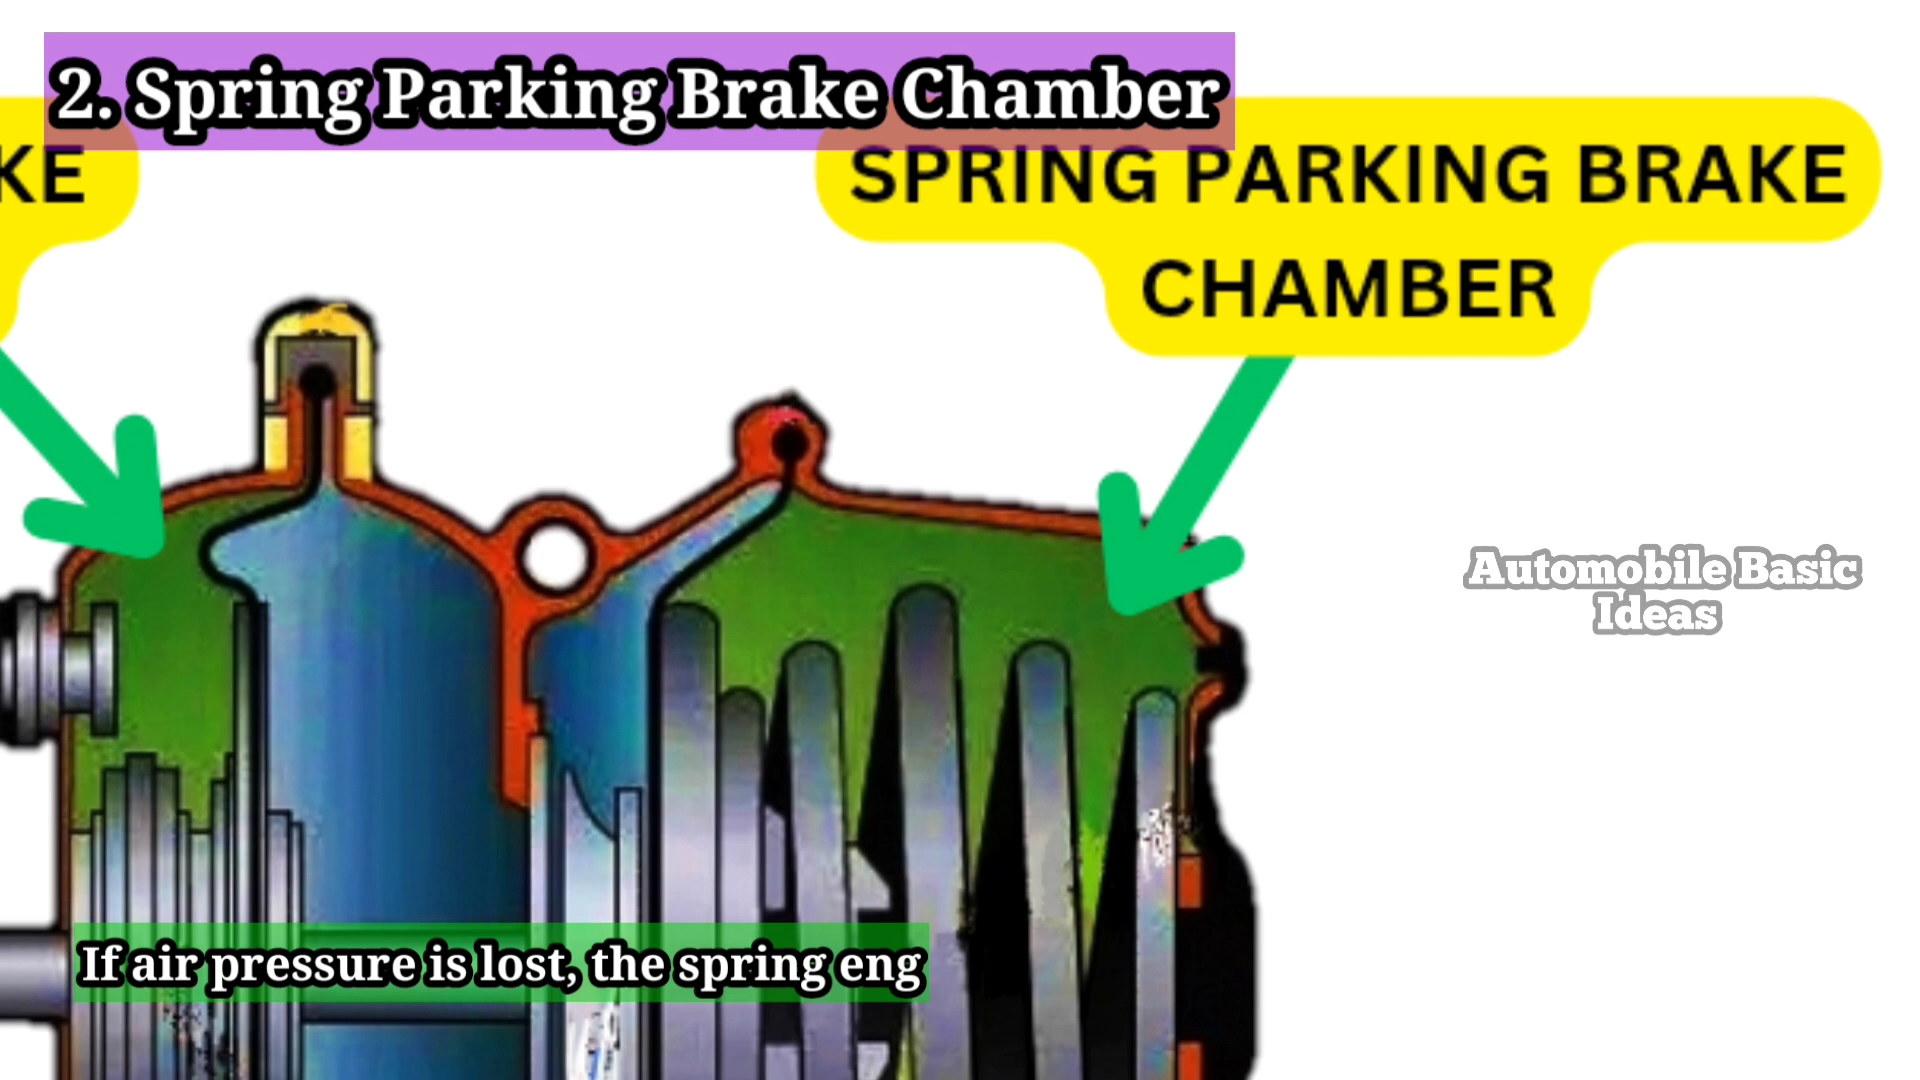 2. Spring Parking Brake Chamber
KE
SPRING PARKING BRAKE
CHAMBER
Automobile Basic
Ideas
If air pressure is lost, the spring eng